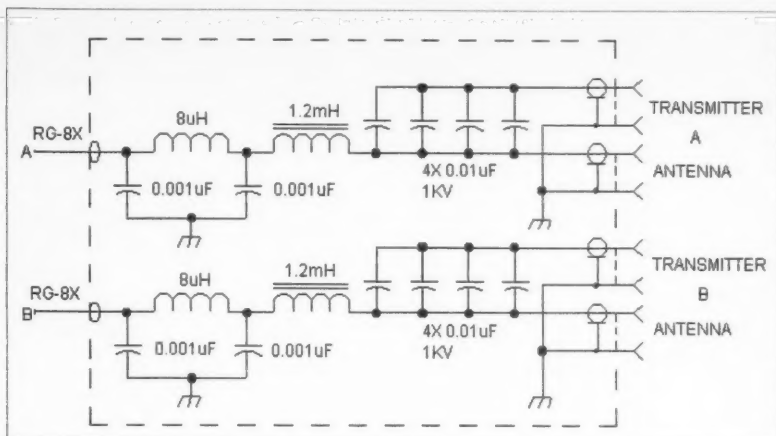 8uH
1.2mH
RG-8X
A
0.001uF
0.001uF
4X 0.01uF
1KV
TRANSMITTER
A
ANTENNA
8uH
1.2mH
RG-8X
B
0.001uF
0.001uF
4X 0.01uF
1KV
TRANSMITTER
B
ANTENNA